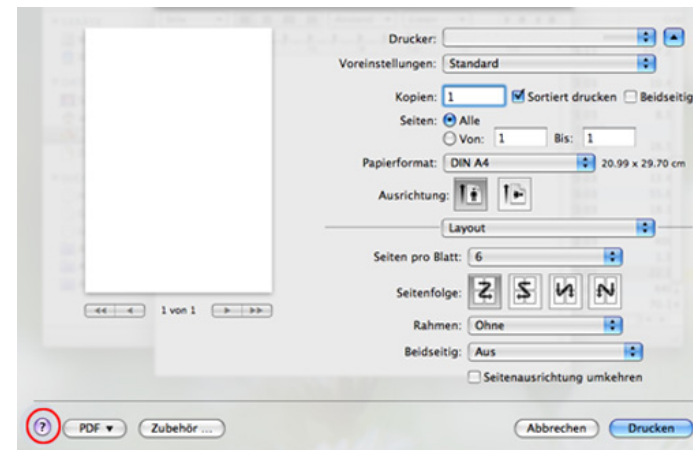 Drucker:
Voreinstellungen: Standard
Kopien: 1 Sortiert drucken Beidseitig
Seiten: Alle
Von: 1 Bis: 1
Papierformat: DIN A4 20.99 x 29.70 cm
Ausrichtung:
Layout
Seiten pro Blatt: 6
Seitenfolge:
1 von 1
Rahmen: Ohne
Beidseitig: Aus
Seitenausrichtung umkehren
? PDF Zubehör ... Abbrechen Drucken